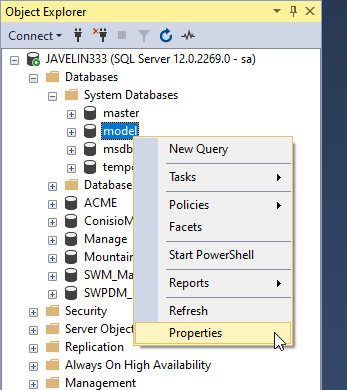 Object Explorer
Connect
JAVELIN333 (SQL Server 12.0.2269.0 - sa)
Databases
System Databases
master
model
msdb
temp
Database
ACME
ConisioM
Manage
Mountain
SWM_Ma
SWPDM_
Security
Server Objec
Replication
Always On High Availability
Management
New Query
Tasks
Policies
Facets
Start PowerShell
Reports
Refresh
Properties